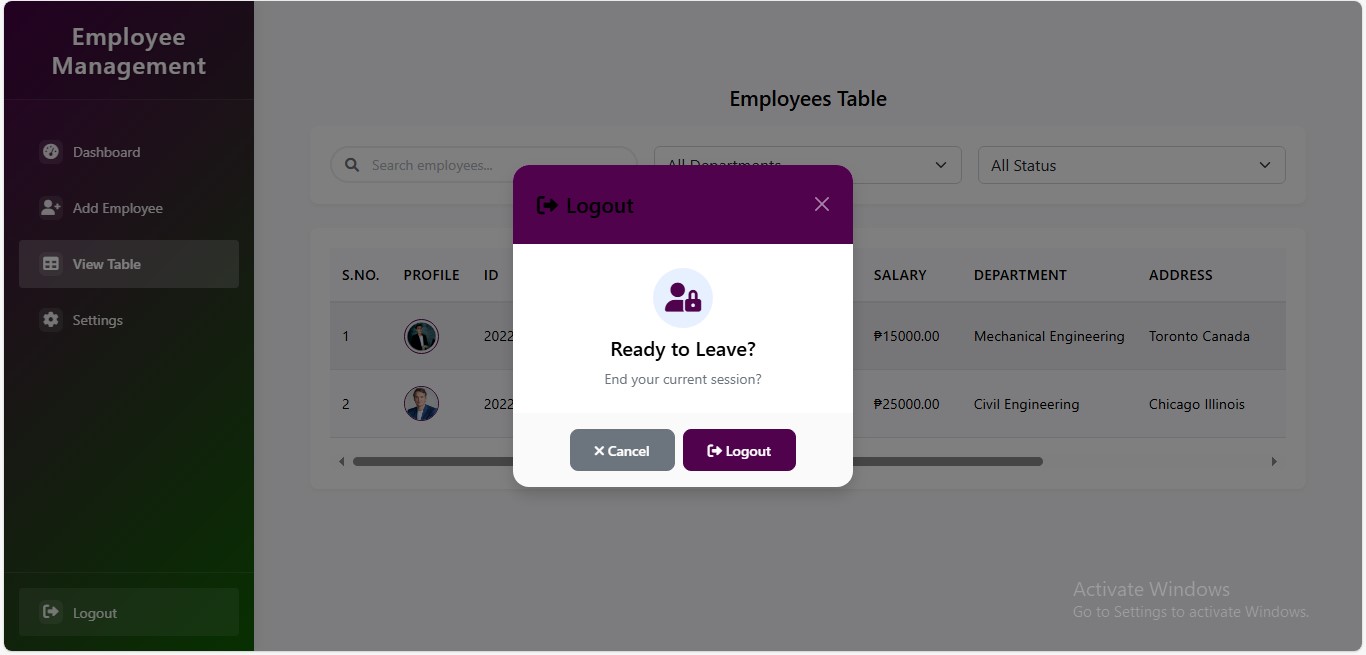 Employee
Management
Dashboard
Add Employee
View Table
Settings
Logout
Employees Table
Search employees...
All Departments
All Status
S.NO. PROFILE ID SALARY DEPARTMENT ADDRESS
1 2022 ₱15000.00 Mechanical Engineering Toronto Canada
2 2022 ₱25000.00 Civil Engineering Chicago Illinois
Logout
Ready to Leave?
End your current session?
Cancel
Logout
Activate Windows
Go to Settings to activate Windows.